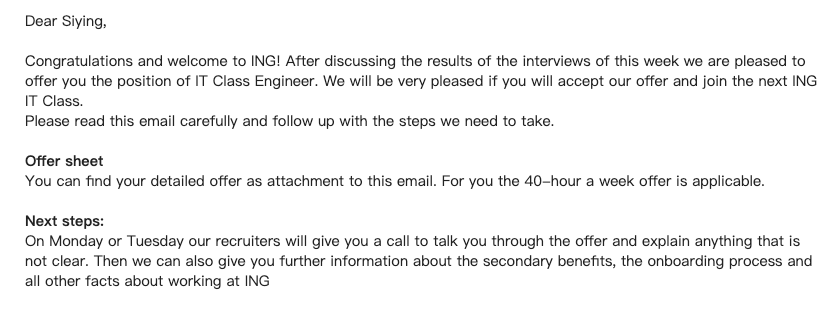 Dear Siying,
Congratulations and welcome to ING! After discussing the results of the interviews of this week we are pleased to
offer you the position of IT Class Engineer. We will be very pleased if you will accept our offer and join the next ING
IT Class.
Please read this email carefully and follow up with the steps we need to take.
Offer sheet
You can find your detailed offer as attachment to this email. For you the 40-hour a week offer is applicable.
Next steps:
On Monday or Tuesday our recruiters will give you a call to talk you through the offer and explain anything that is
not clear. Then we can also give you further information about the secondary benefits, the onboarding process and
all other facts about working at ING